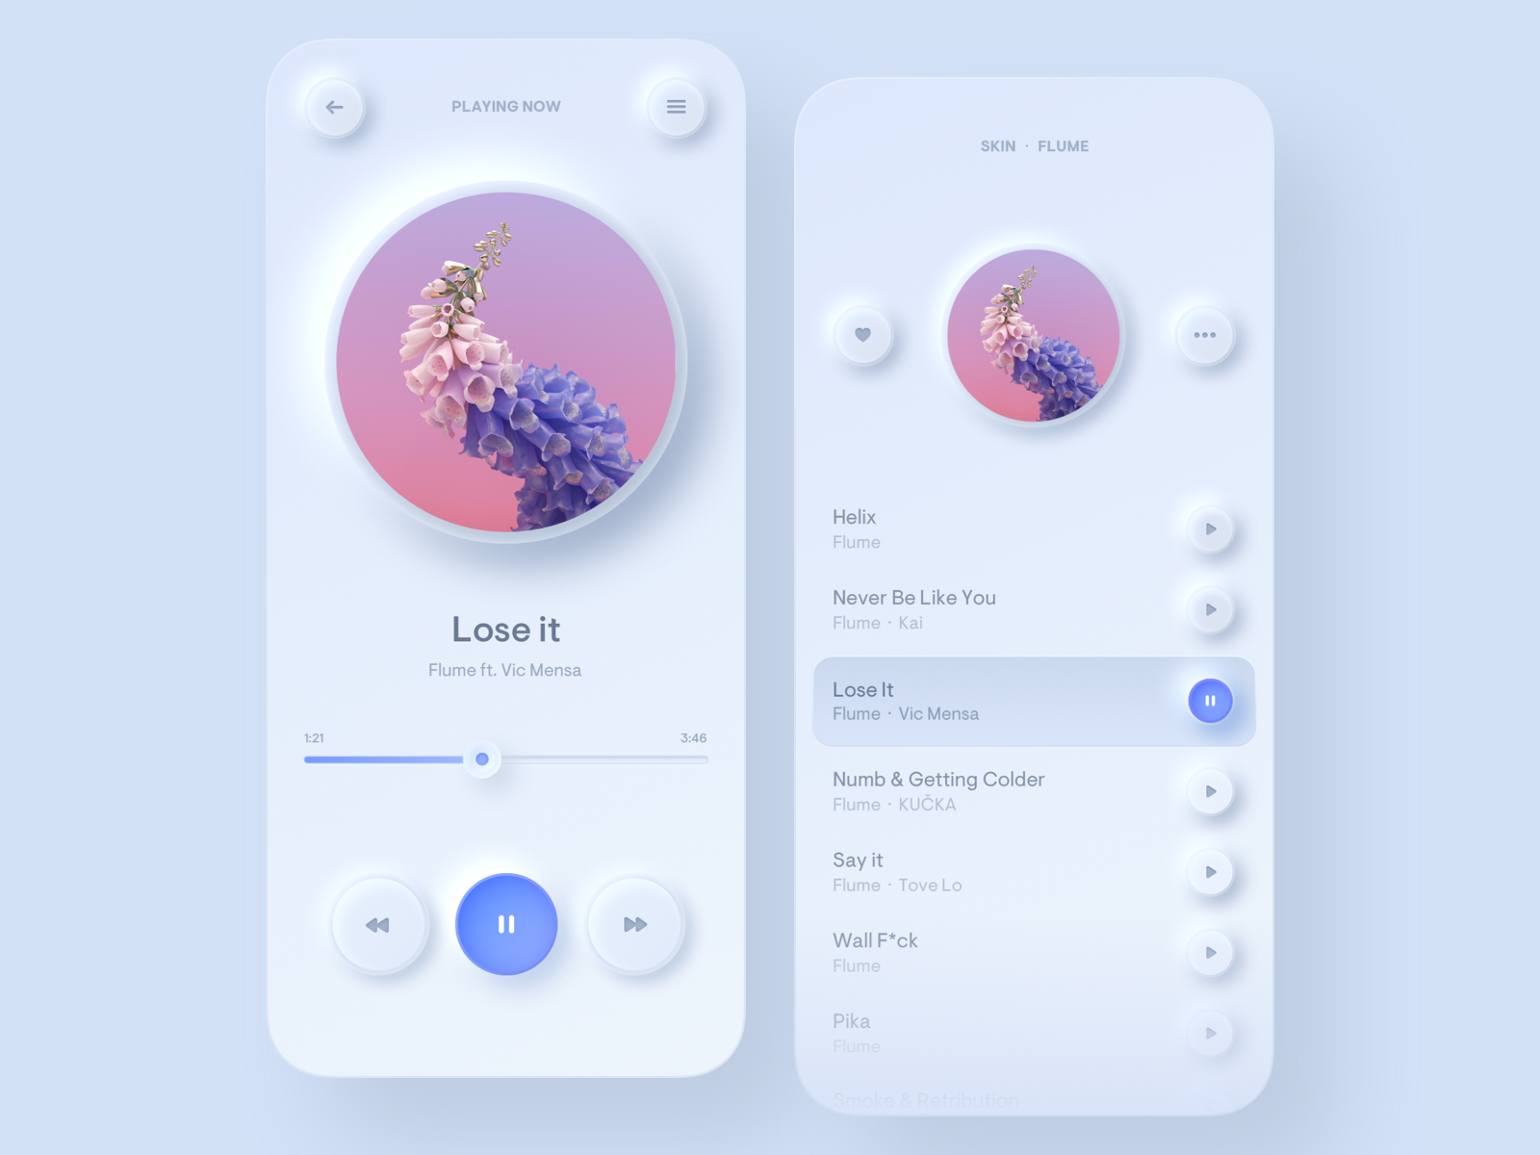 PLAYING NOW
Lose it
Flume ft. Vic Mensa
1:21
3:46
SKIN · FLUME
Helix
Flume
Never Be Like You
Flume · Kai
Lose It
Flume · Vic Mensa
Numb & Getting Colder
Flume · KUČKA
Say it
Flume · Tove Lo
Wall F*ck
Flume
Pika
Flume
Smoke & Retribution